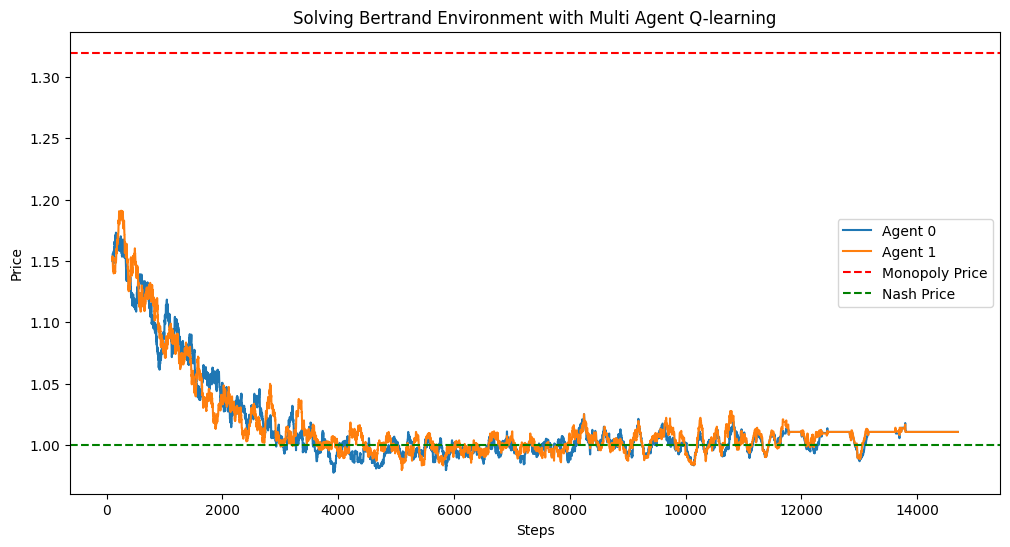 Solving Bertrand Environment with Multi Agent Q-learning
Price
1.30
1.25
1.20
1.15
1.10
1.05
1.00
Agent 0
Agent 1
Monopoly Price
Nash Price
0
2000
4000
6000
8000
10000
12000
14000
Steps